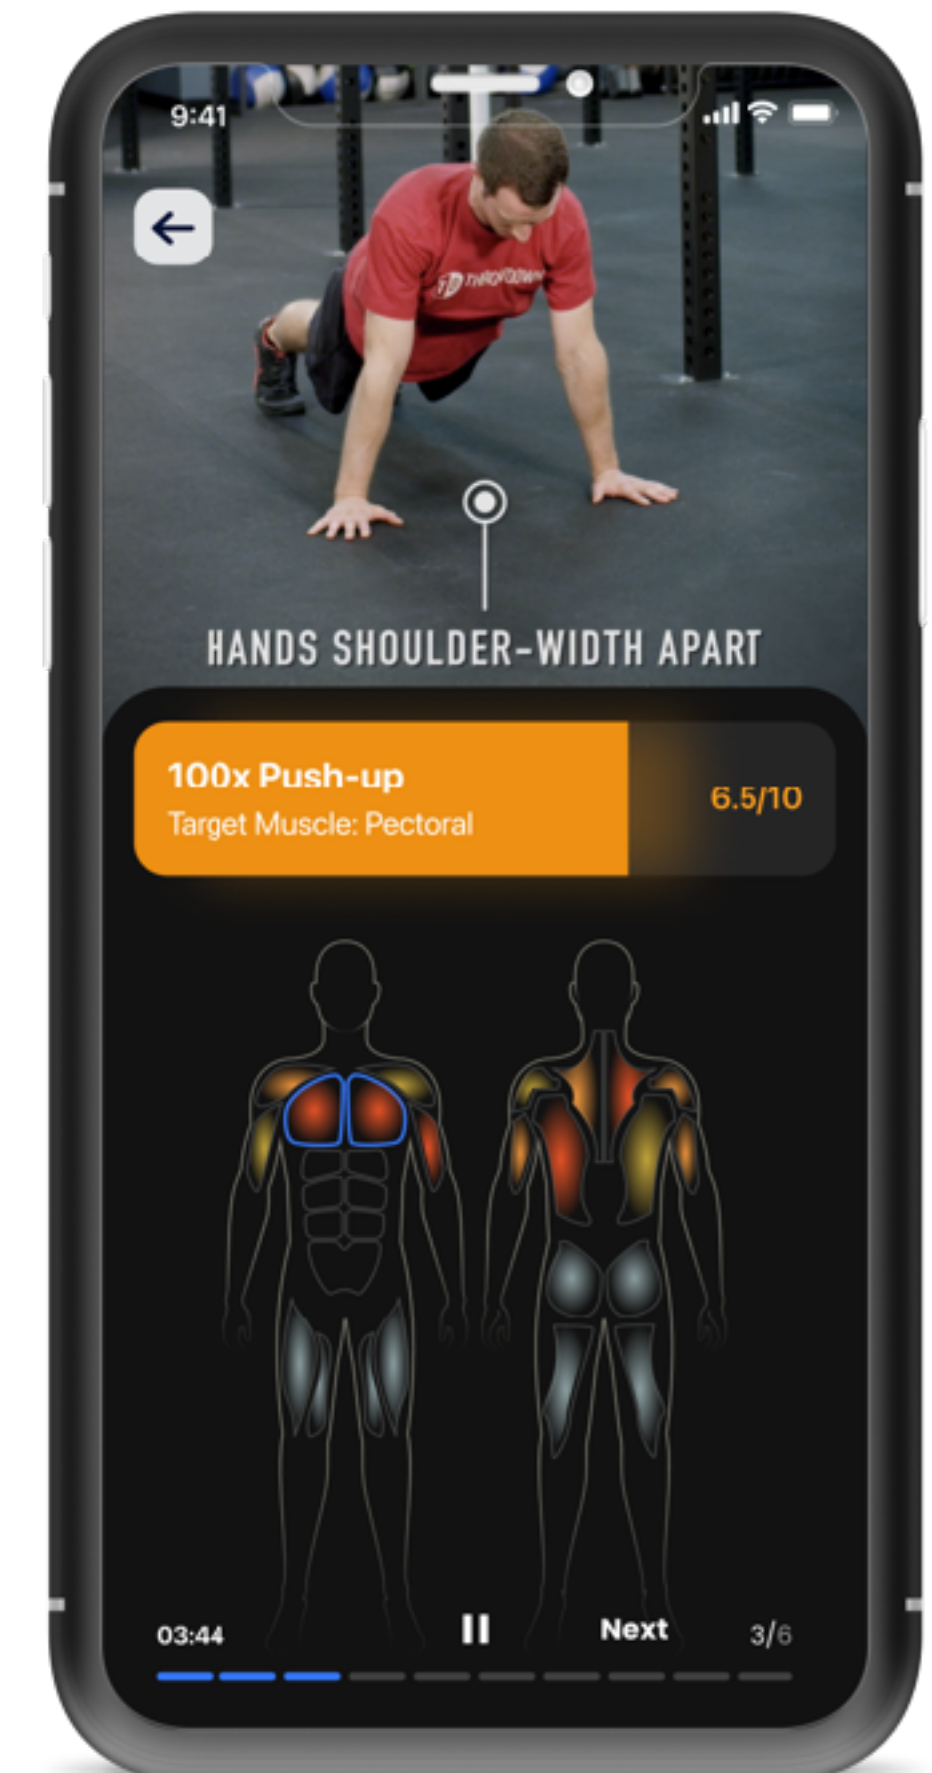 9:41
THROWDOWN
HANDS SHOULDER-WIDTH APART
100x Push-up
Target Muscle: Pectoral
6.5/10
03:44
Next
3/6